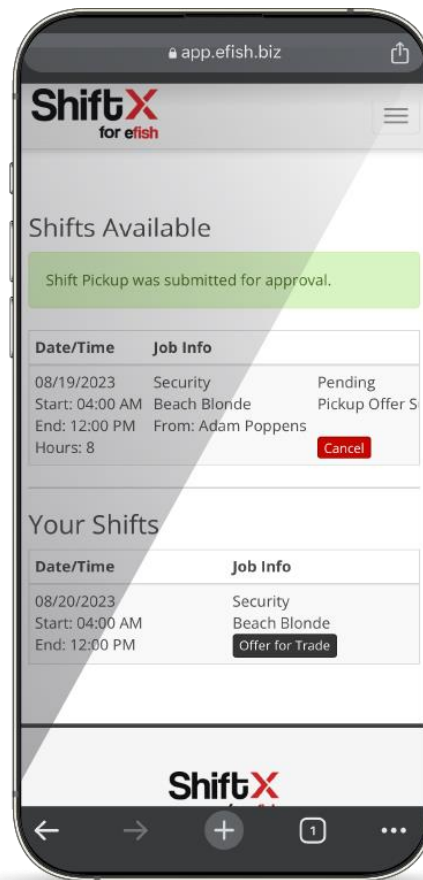 app.efish.biz
ShiftX
for efish
Shifts Available
Shift Pickup was submitted for approval.
Date/Time Job Info
08/19/2023 Security Pending
Start: 04:00 AM Beach Blonde Pickup Offer S
End: 12:00 PM From: Adam Poppens
Hours: 8 Cancel
Your Shifts
Date/Time Job Info
08/20/2023 Security
Start: 04:00 AM Beach Blonde
End: 12:00 PM Offer for Trade
ShiftX
1